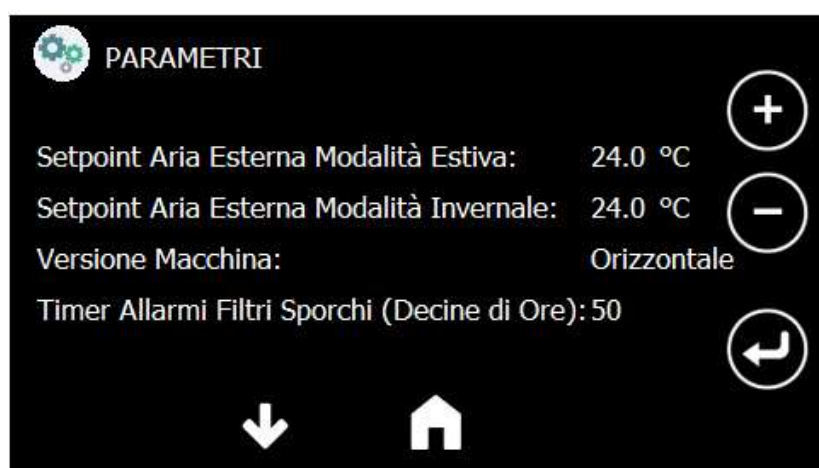 PARAMETRI
Setpoint Aria Esterna Modalità Estiva: 24.0 °C
Setpoint Aria Esterna Modalità Invernale: 24.0 °C
Versione Macchina: Orizzontale
Timer Allarmi Filtri Sporchi (Decine di Ore): 50